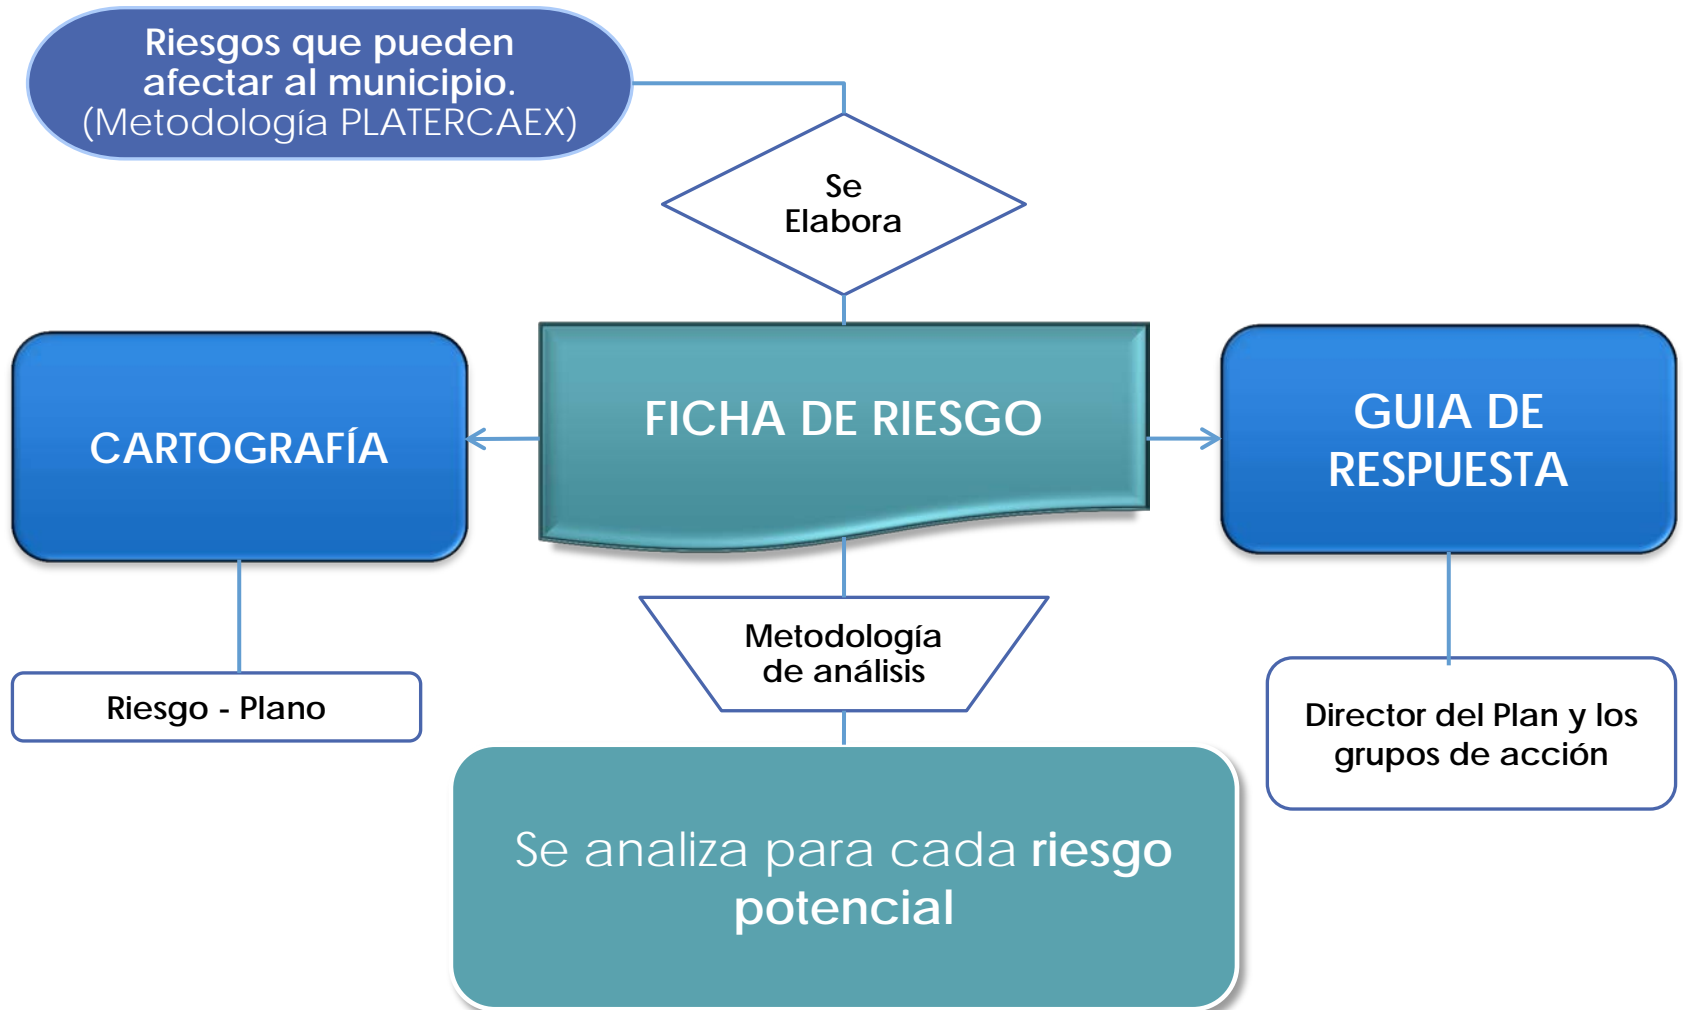 Riesgos que pueden
afectar al municipio.
(Metodología PLATERCAEX)
Se
Elabora
CARTOGRAFÍA
FICHA DE RIESGO
GUIA DE
RESPUESTA
Metodología
de análisis
Riesgo - Plano
Director del Plan y los
grupos de acción
Se analiza para cada riesgo
potencial